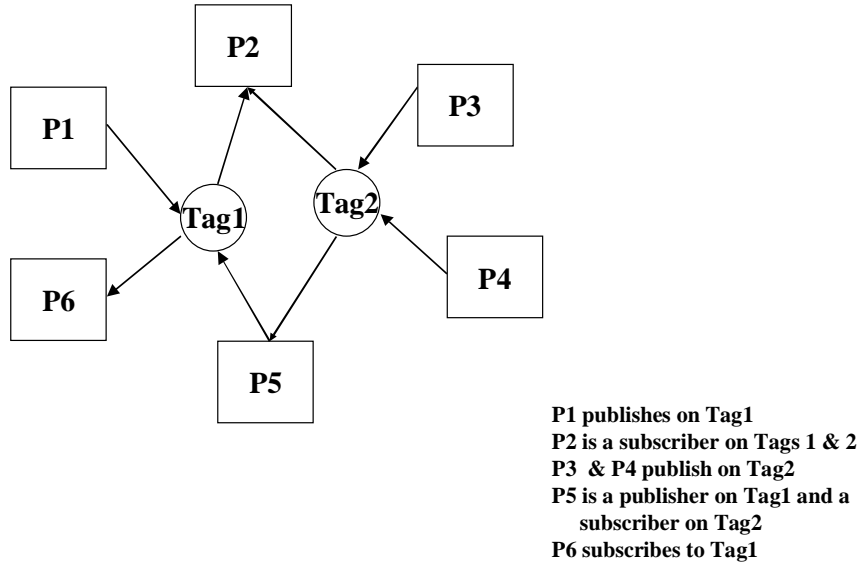 P2
P3
P1
Tag1
Tag2
P6
P4
P5
P1 publishes on Tag1
P2 is a subscriber on Tags 1 & 2
P3 & P4 publish on Tag2
P5 is a publisher on Tag1 and a
subscriber on Tag2
P6 subscribes to Tag1